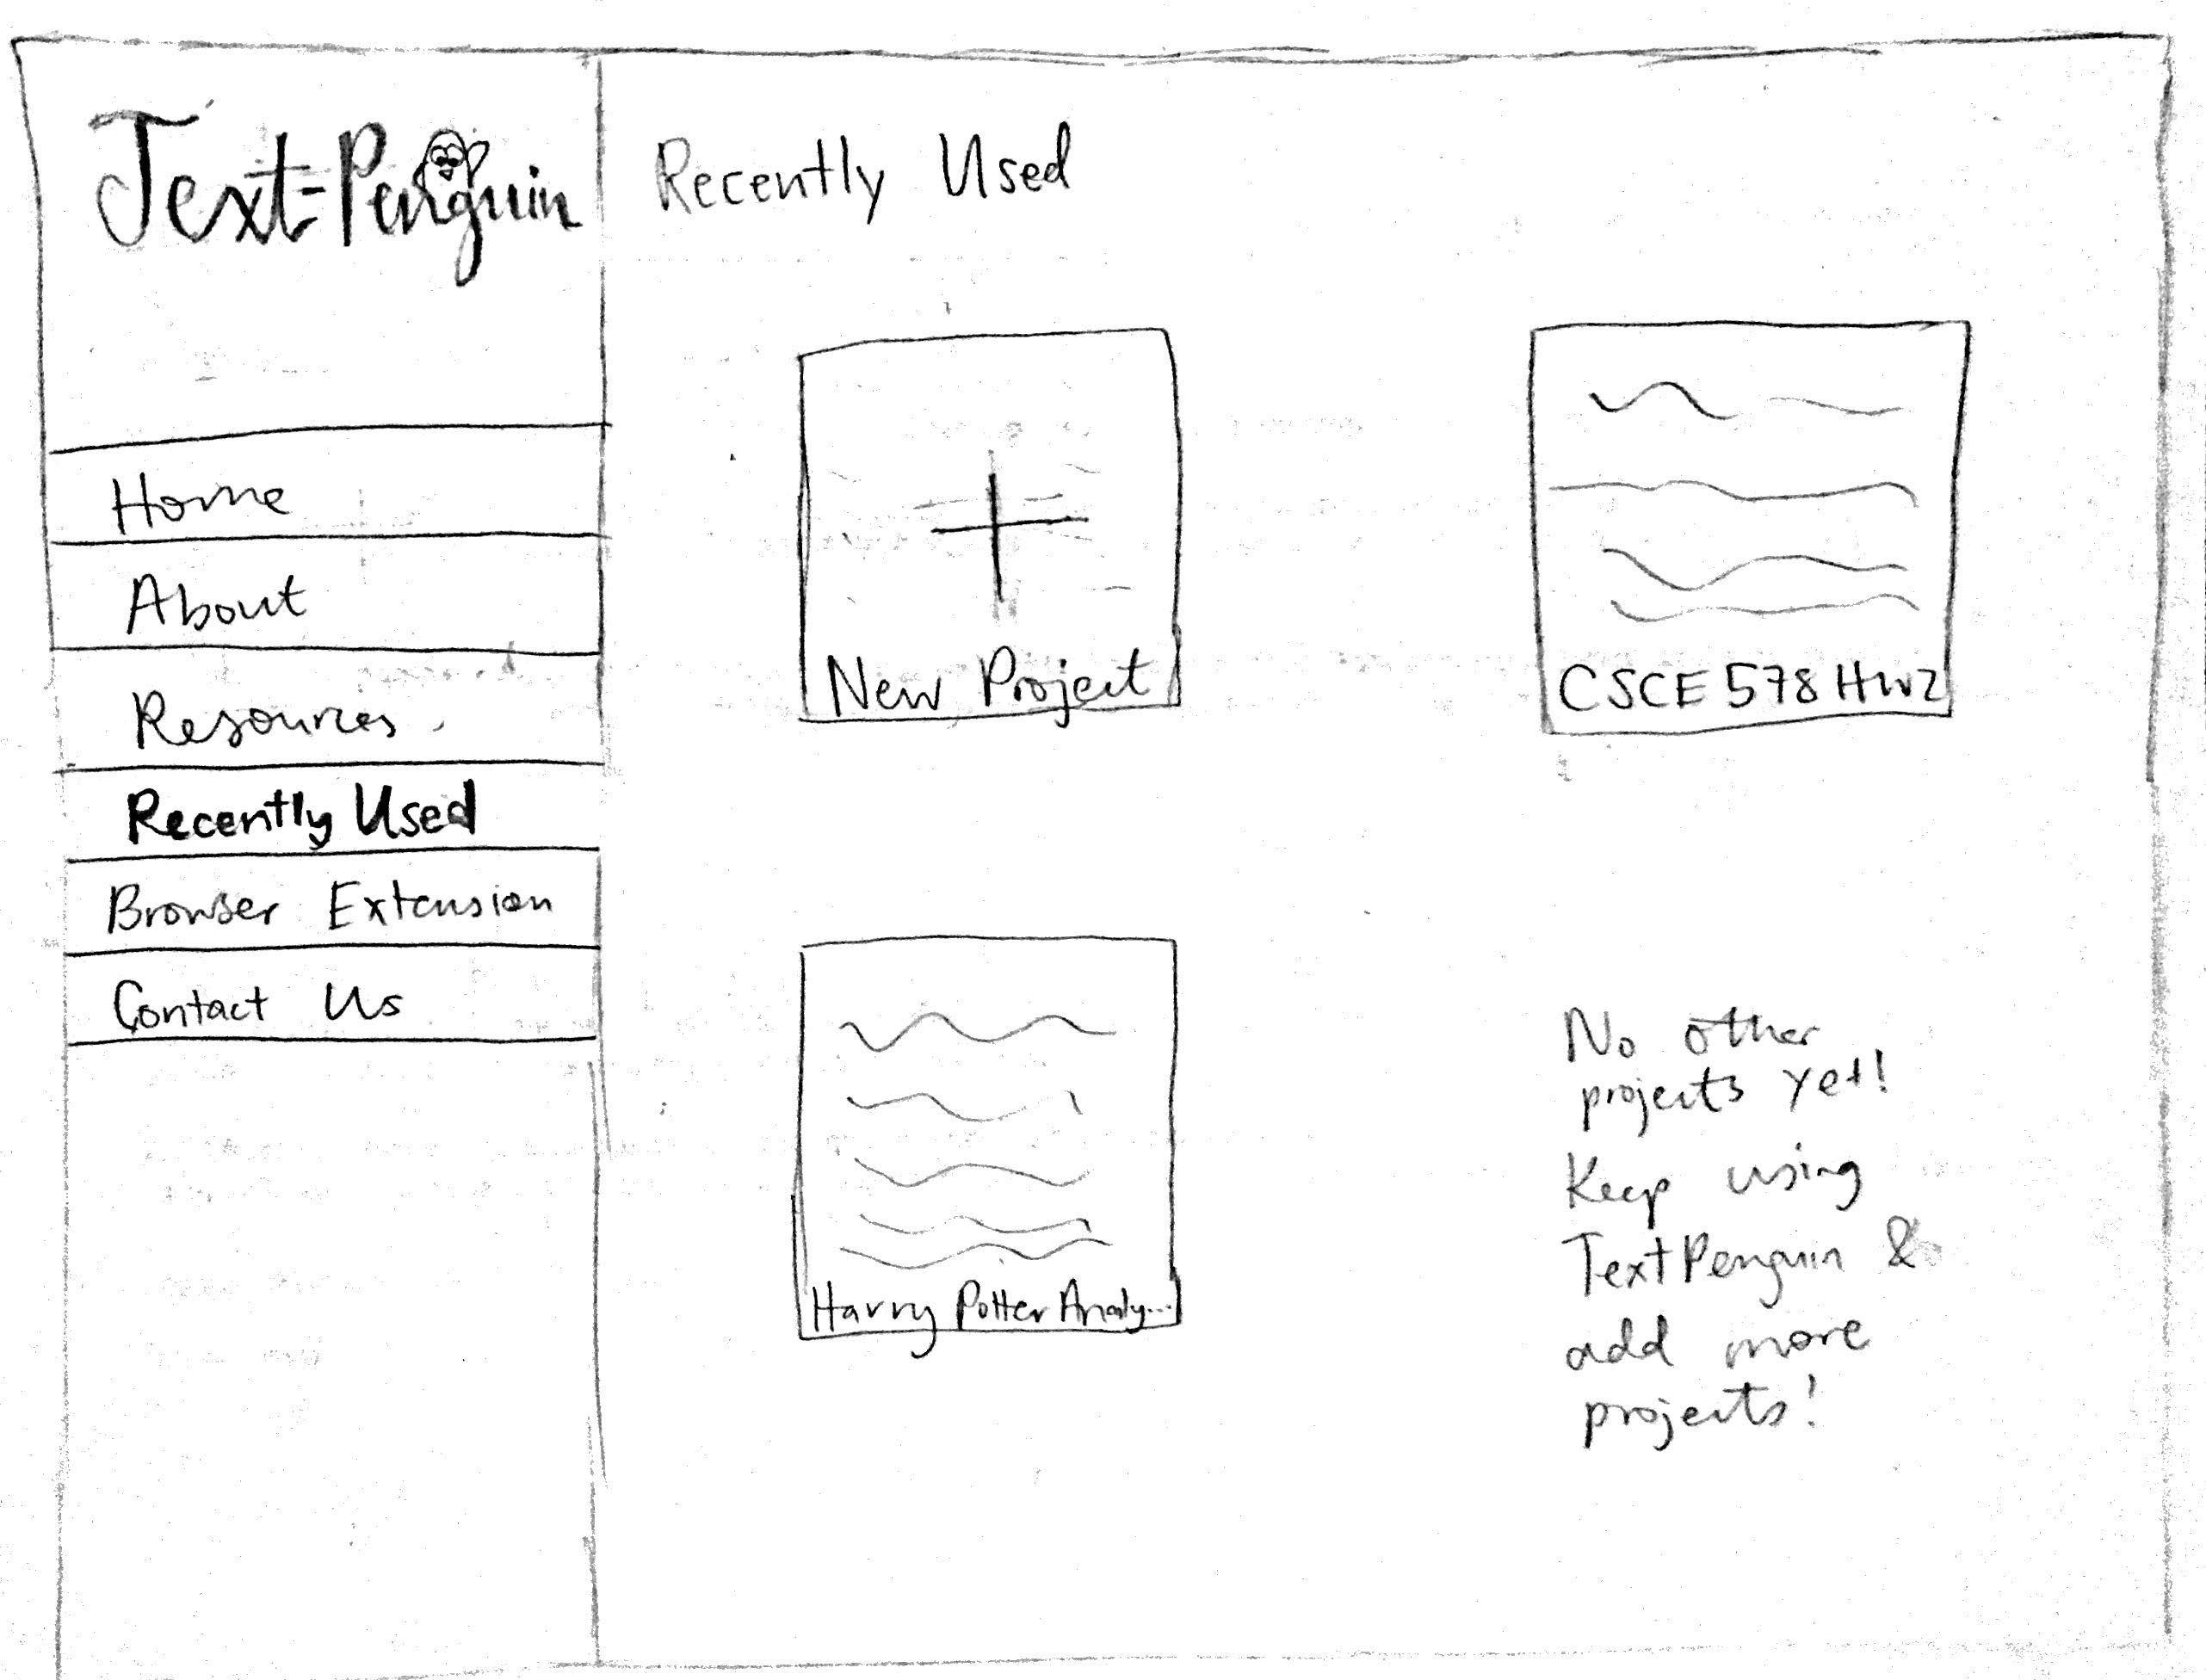 Text-Penguin
Home
About
Resources
Recently Used
Browser Extension
Contact Us
Recently Used
New Project
CSCE 578 HW2
Harry Potter Analy...
No other
projects yet!
Keep using
TextPenguin &
add more
projects!